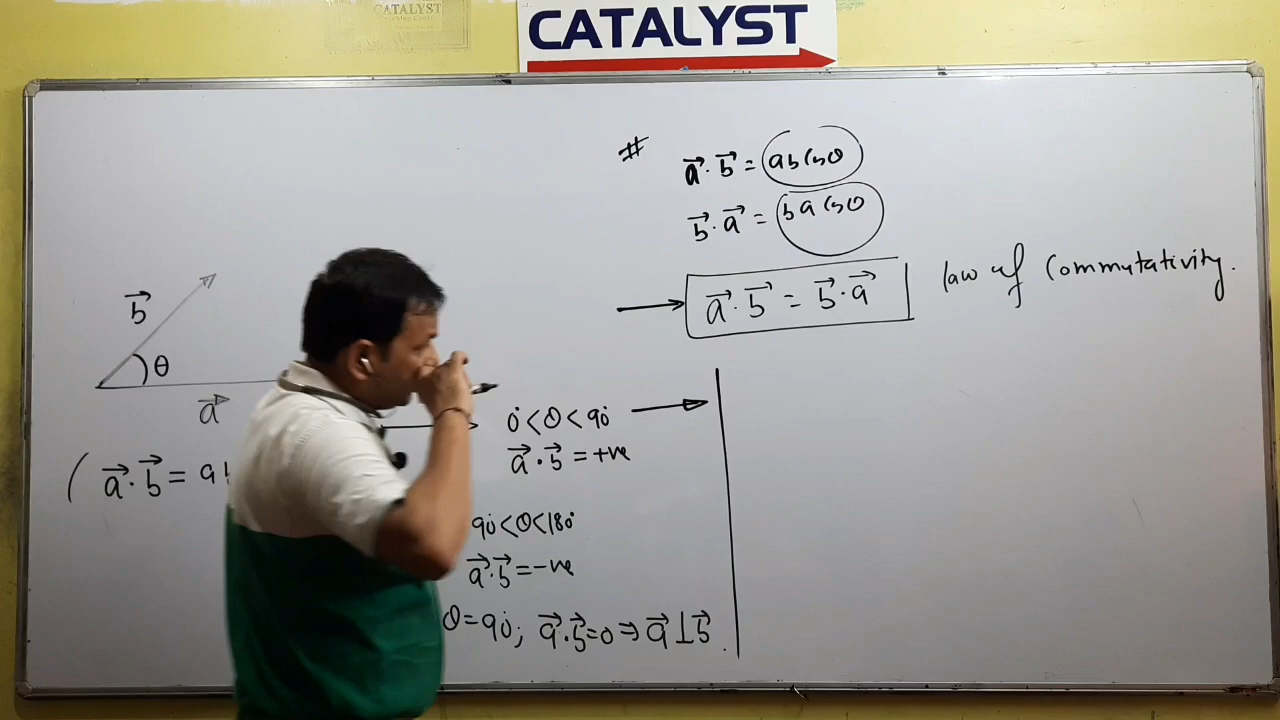 CATALYST
CATALYST
# a⃗ . b⃗ = ab cosθ
b⃗ . a⃗ = ba cosθ
a⃗ . b⃗ = b⃗ . a⃗
law of Commutativity.
b⃗
θ
a⃗
( a⃗ . b⃗ = a
0° < θ < 90°
a⃗ . b⃗ = +ve
90° < θ < 180°
a⃗ . b⃗ = -ve
θ = 90°; a⃗ . b⃗ = 0 ⇒ a⃗ ⊥ b⃗ .